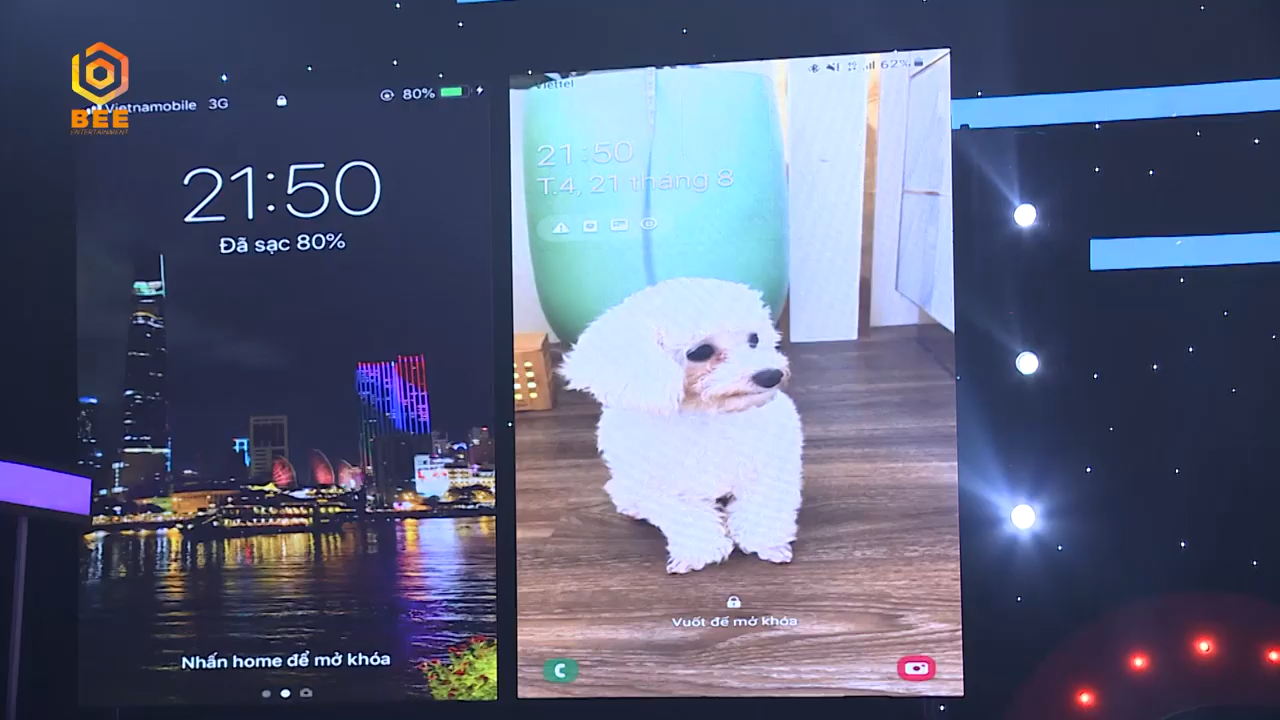 BEE
ENTERTAINMENT
Vietnamobile 3G
80%
21:50
Đã sạc 80%
Nhấn home để mở khóa
Viettel
62%
21:50
T.4, 21 tháng 8
Vuốt để mở khóa